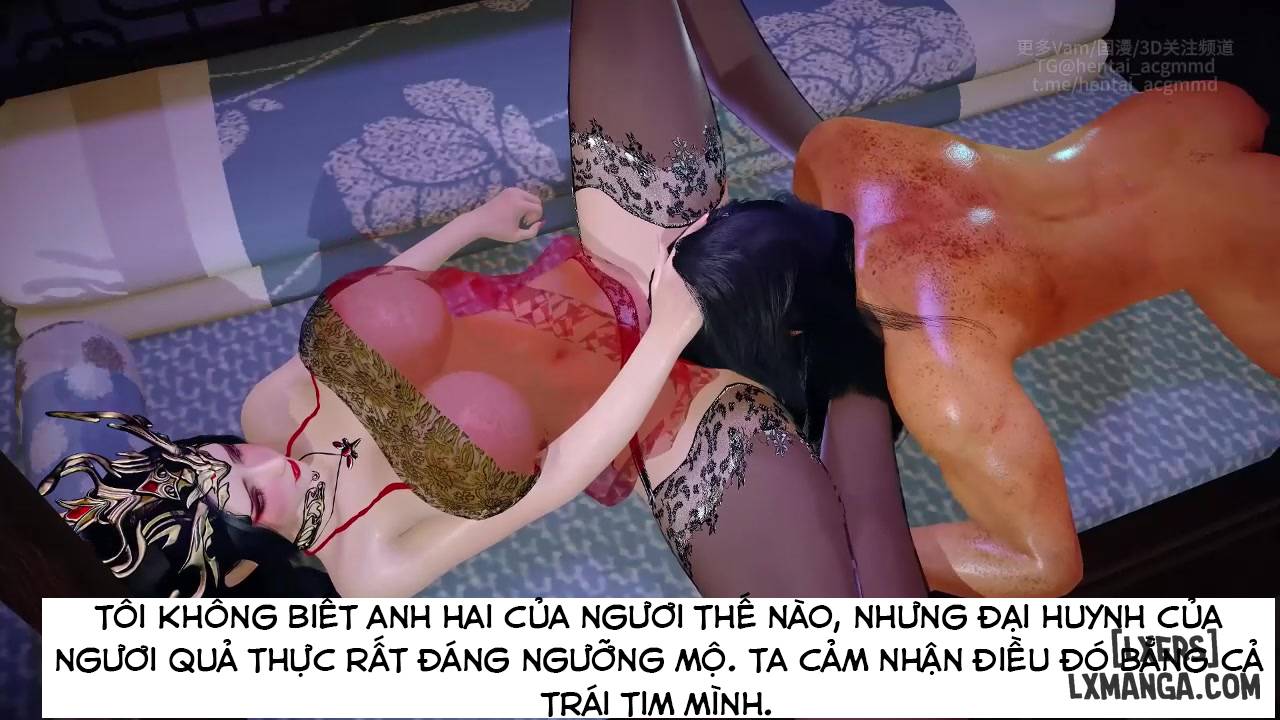 更多Vam/国漫/3D关注频道
TG@hentai_acgmmd
t.me/hentai_acgmmd
TÔI KHÔNG BIẾT ANH HAI CỦA NGƯƠI THẾ NÀO, NHƯNG ĐẠI HUYNH CỦA
NGƯƠI QUẢ THỰC RẤT ĐÁNG NGƯỠNG MỘ. TA CẢM NHẬN ĐIỀU ĐÓ BẰNG CẢ
TRÁI TIM MÌNH.
[LXERS]
LXMANGA.COM